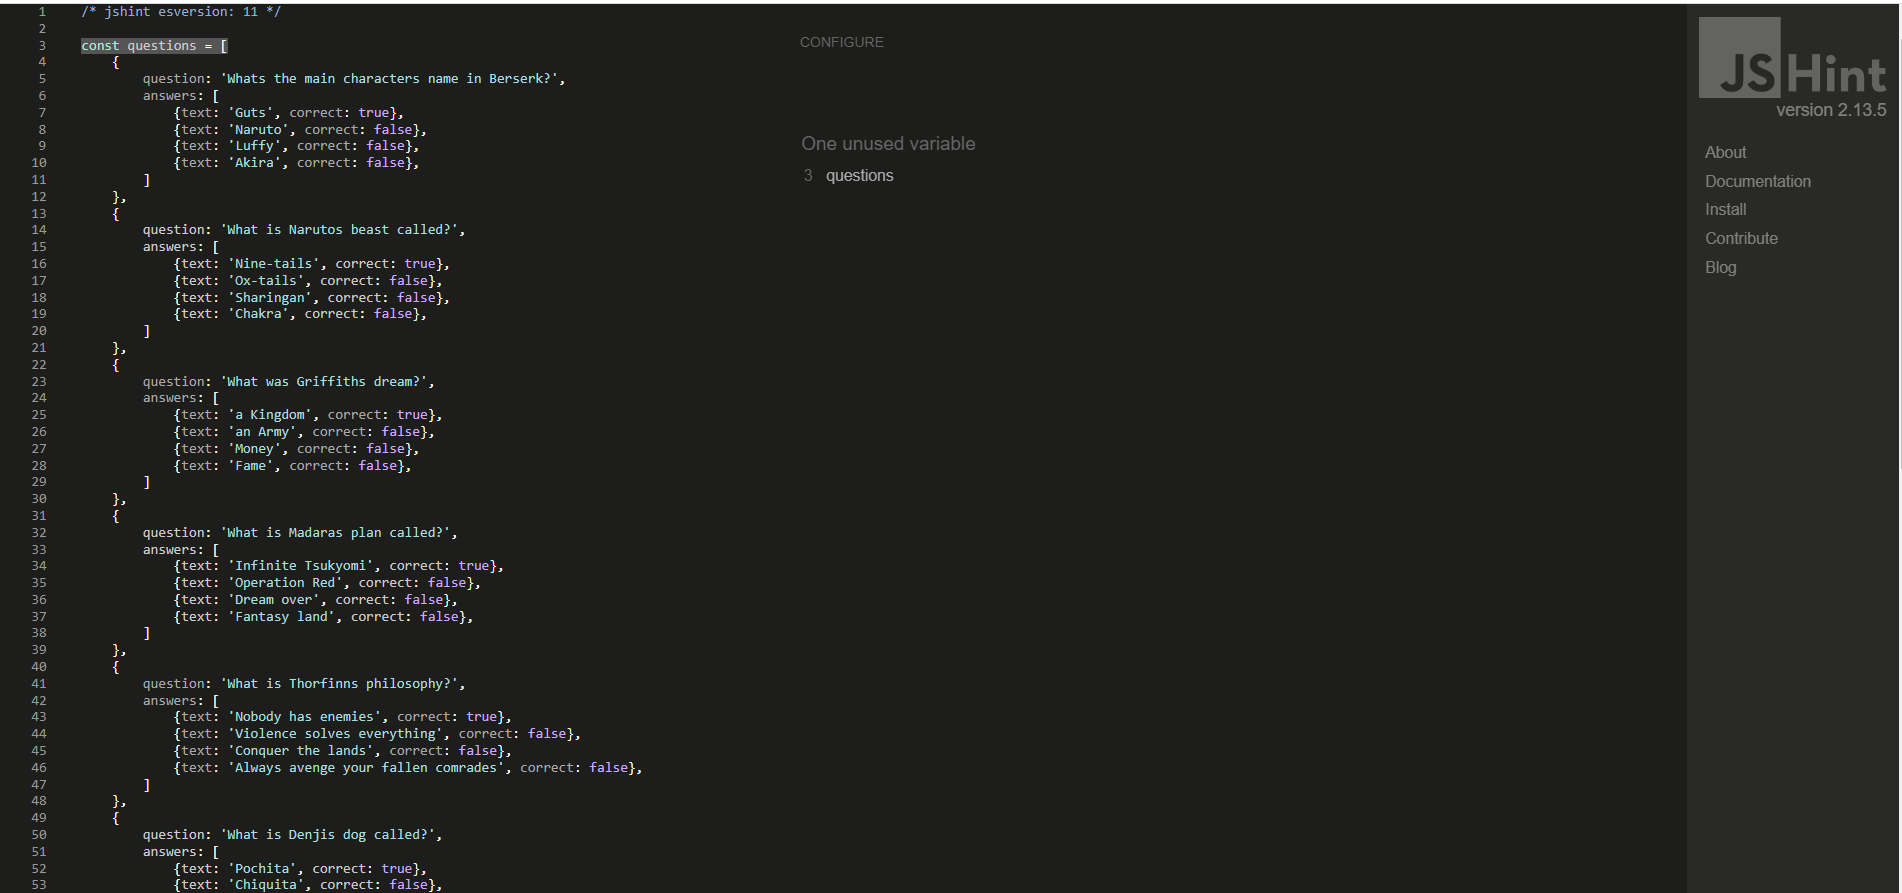 1 /* jshint esversion: 11 */
2
3 const questions = [
4 {
5 question: 'Whats the main characters name in Berserk?',
6 answers: [
7 {text: 'Guts', correct: true},
8 {text: 'Naruto', correct: false},
9 {text: 'Luffy', correct: false},
10 {text: 'Akira', correct: false},
11 ]
12 },
13 {
14 question: 'What is Narutos beast called?',
15 answers: [
16 {text: 'Nine-tails', correct: true},
17 {text: 'Ox-tails', correct: false},
18 {text: 'Sharingan', correct: false},
19 {text: 'Chakra', correct: false},
20 ]
21 },
22 {
23 question: 'What was Griffiths dream?',
24 answers: [
25 {text: 'a Kingdom', correct: true},
26 {text: 'an Army', correct: false},
27 {text: 'Money', correct: false},
28 {text: 'Fame', correct: false},
29 ]
30 },
31 {
32 question: 'What is Madaras plan called?',
33 answers: [
34 {text: 'Infinite Tsukyomi', correct: true},
35 {text: 'Operation Red', correct: false},
36 {text: 'Dream over', correct: false},
37 {text: 'Fantasy land', correct: false},
38 ]
39 },
40 {
41 question: 'What is Thorfinns philosophy?',
42 answers: [
43 {text: 'Nobody has enemies', correct: true},
44 {text: 'Violence solves everything', correct: false},
45 {text: 'Conquer the lands', correct: false},
46 {text: 'Always avenge your fallen comrades', correct: false},
47 ]
48 },
49 {
50 question: 'What is Denjis dog called?',
51 answers: [
52 {text: 'Pochita', correct: true},
53 {text: 'Chiquita', correct: false},
CONFIGURE
One unused variable
3 questions
JSHint
version 2.13.5
About
Documentation
Install
Contribute
Blog